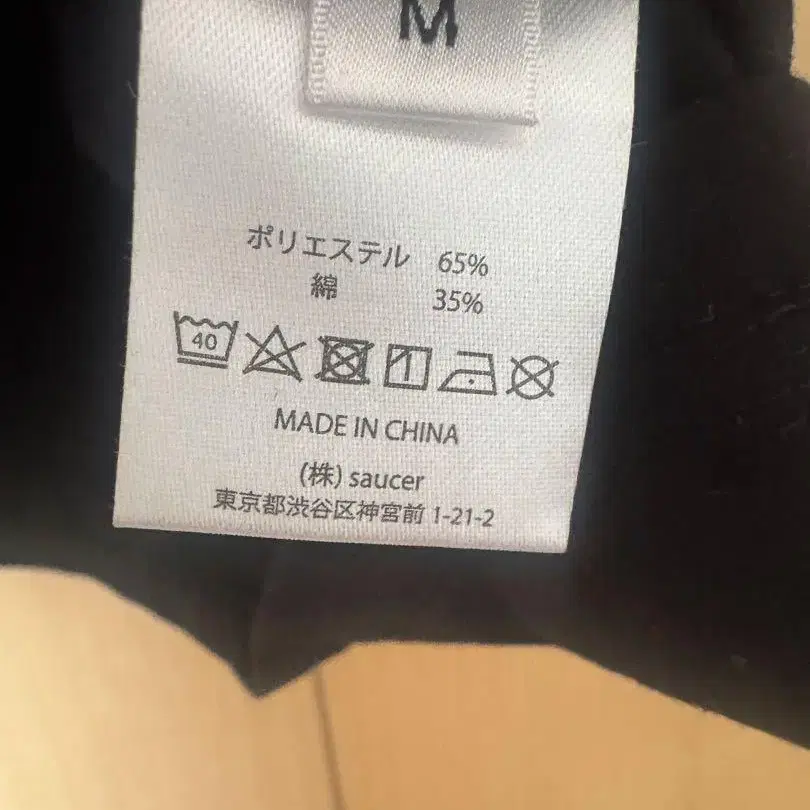 M
ポリエステル 65%
綿 35%
40
MADE IN CHINA
(株) saucer
東京都渋谷区神宮前 1-21-2